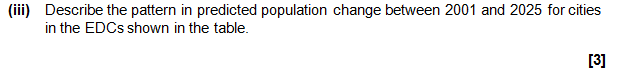 (iii) Describe the pattern in predicted population change between 2001 and 2025 for cities
in the EDCs shown in the table.
[3]